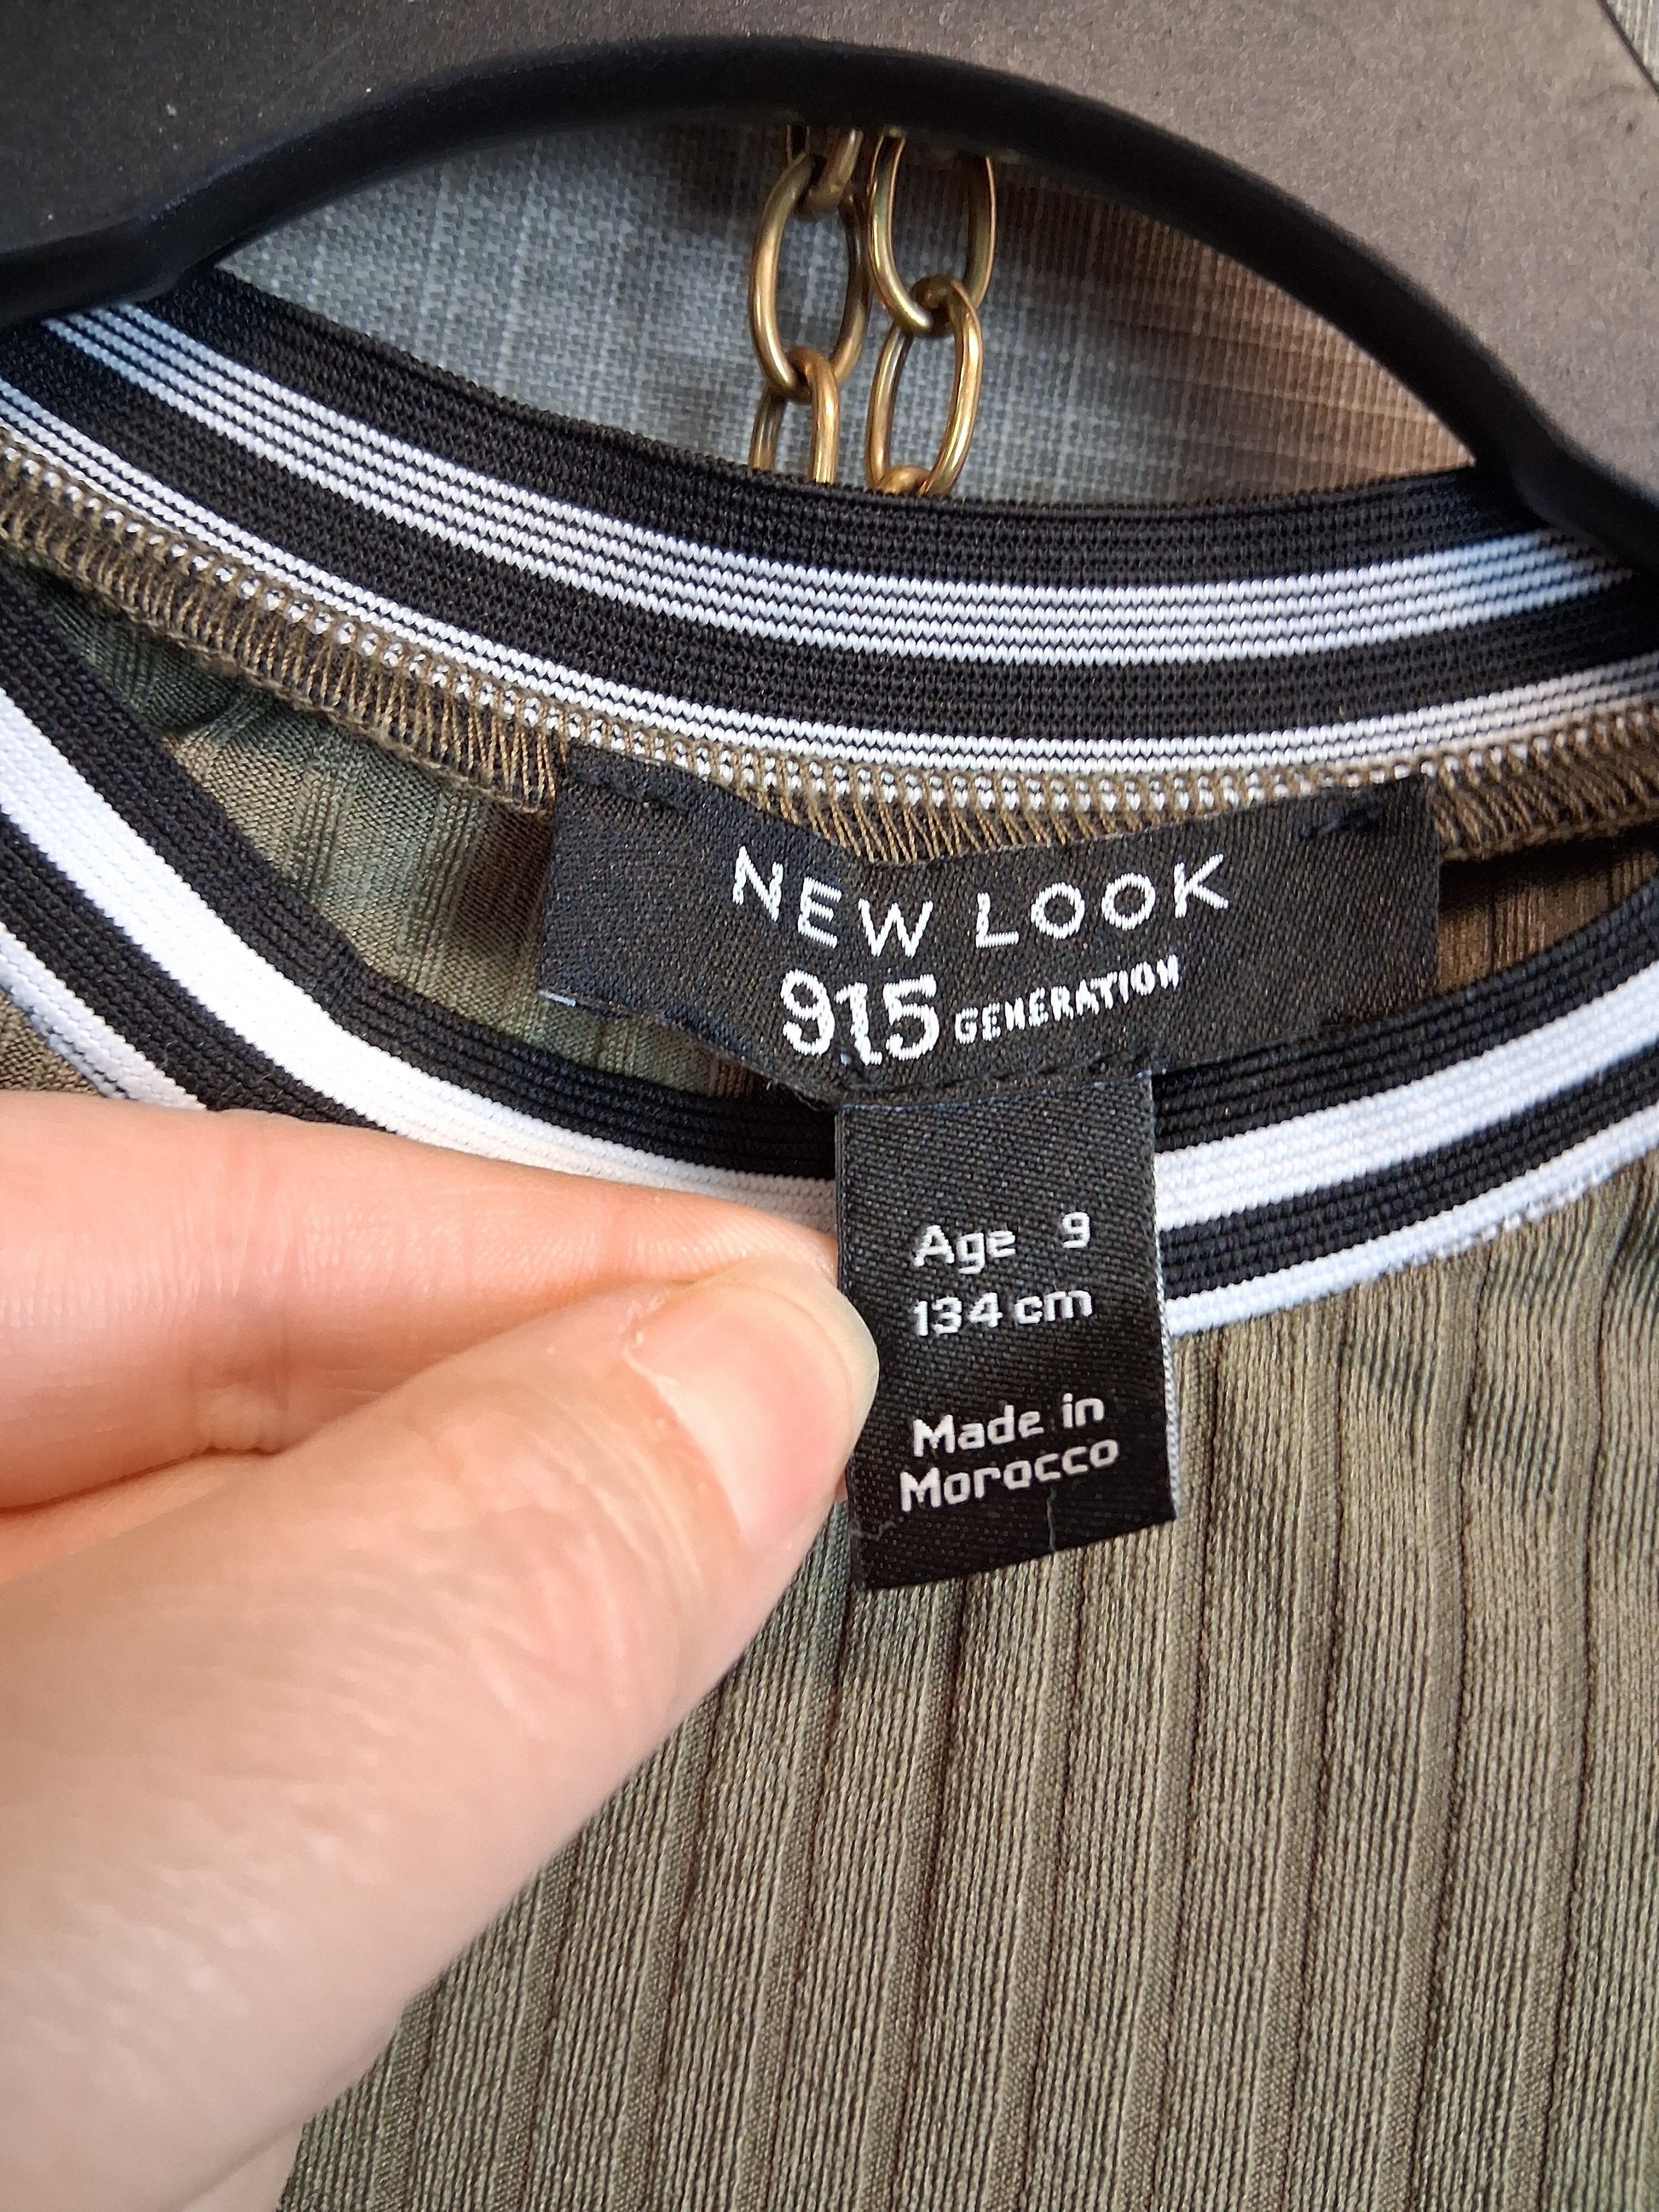 NEW LOOK
915 GENERATION
Age 9
134 cm
Made in
Morocco